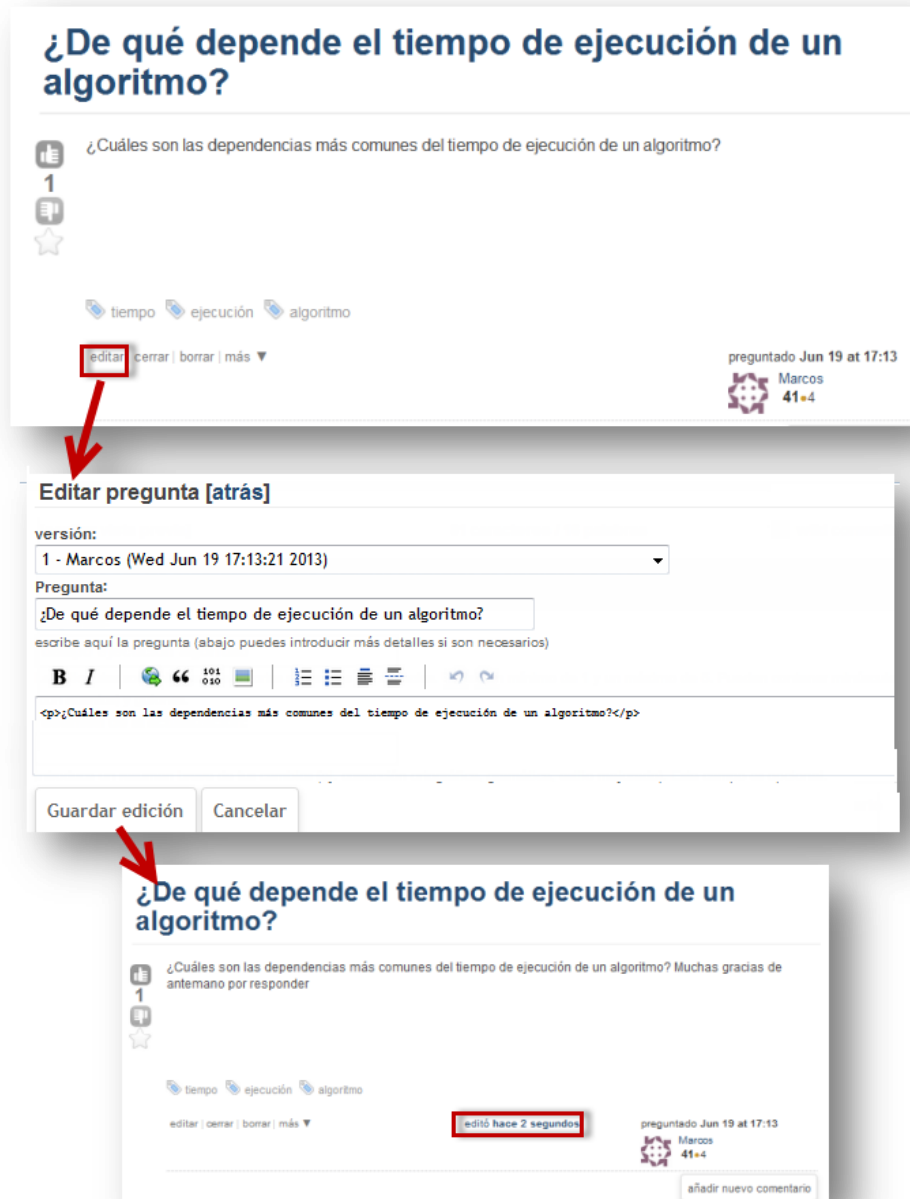 ¿De qué depende el tiempo de ejecución de un
algoritmo?
¿Cuáles son las dependencias más comunes del tiempo de ejecución de un algoritmo?
1
tiempo ejecución algoritmo
editar cerrar | borrar | más ▼
preguntado Jun 19 at 17:13
Marcos
41●4
Editar pregunta [atrás]
versión:
1 - Marcos (Wed Jun 19 17:13:21 2013)
Pregunta:
¿De qué depende el tiempo de ejecución de un algoritmo?
escribe aquí la pregunta (abajo puedes introducir más detalles si son necesarios)
B I “ 101 010
<p>¿Cuáles son las dependencias más comunes del tiempo de ejecución de un algoritmo?</p>
Guardar edición Cancelar
¿De qué depende el tiempo de ejecución de un
algoritmo?
¿Cuáles son las dependencias más comunes del tiempo de ejecución de un algoritmo? Muchas gracias de
antemano por responder
1
tiempo ejecución algoritmo
editar | cerrar | borrar | más ▼
editó hace 2 segundos
preguntado Jun 19 at 17:13
Marcos
41●4
añadir nuevo comentario